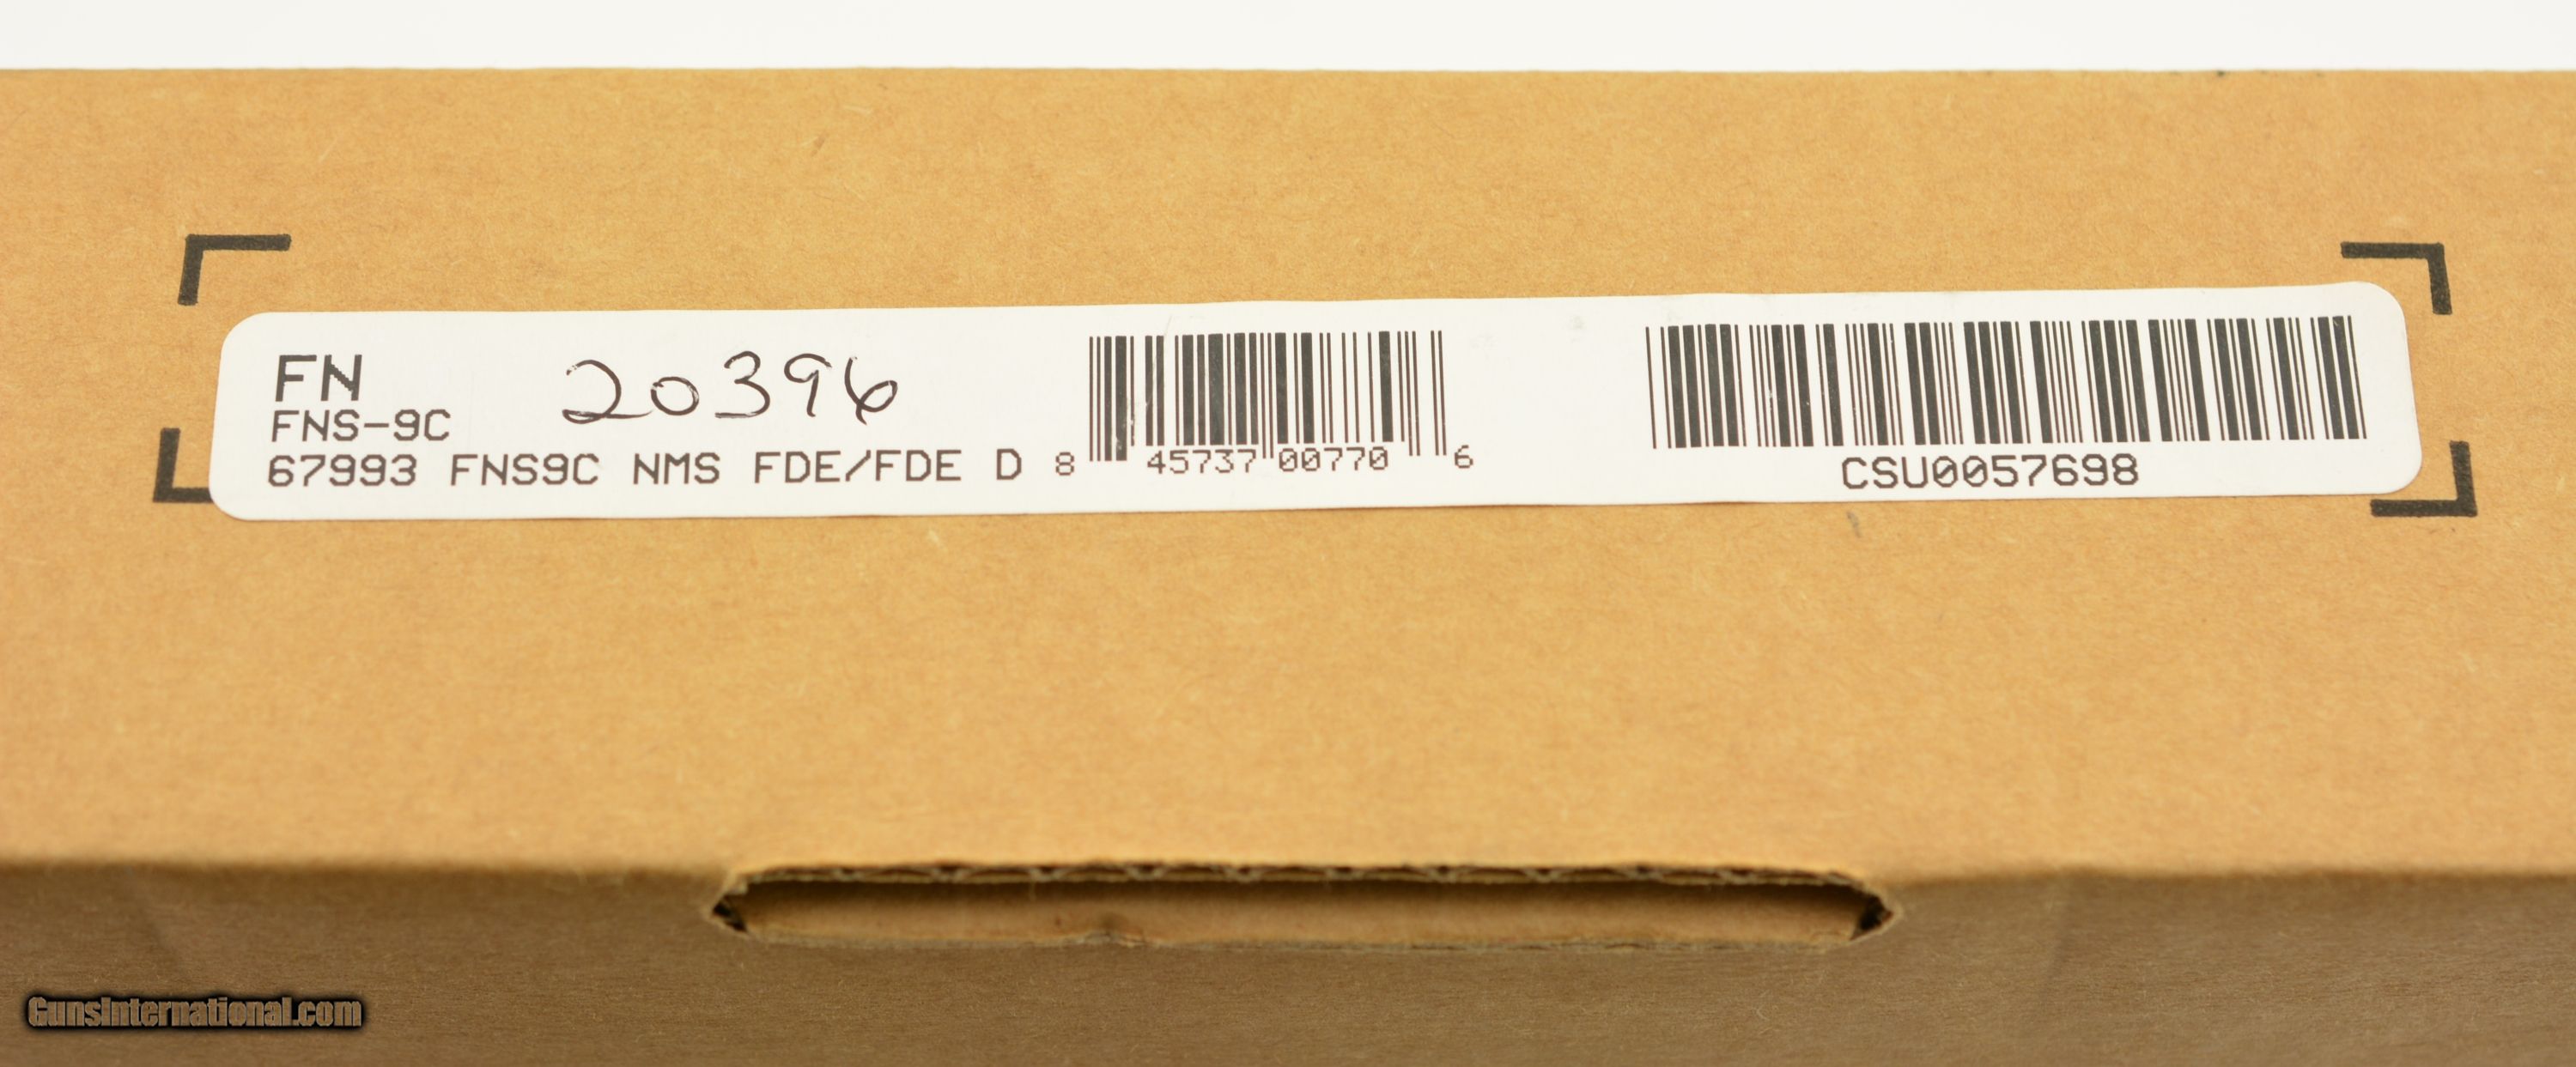 FN
20396
FNS-9C
67993 FNS9C NMS FDE/FDE D
8 45737 00770 6
CSU0057698
GunsInternational.com